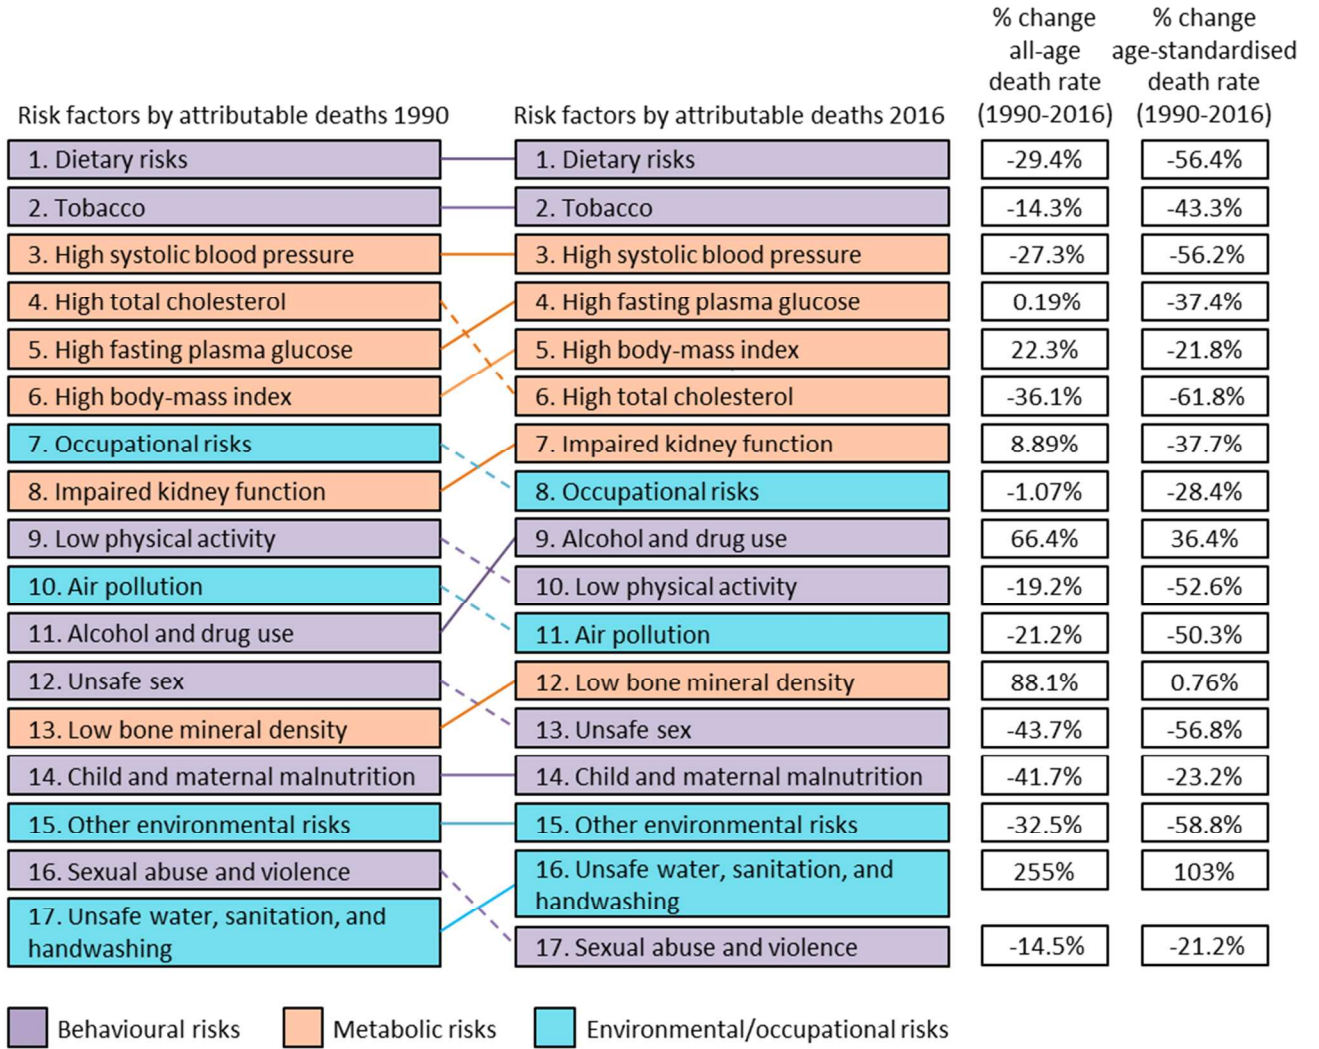 % change
all-age
death rate
(1990-2016)
% change
age-standardised
death rate
(1990-2016)
Risk factors by attributable deaths 1990
Risk factors by attributable deaths 2016
1. Dietary risks
1. Dietary risks
-29.4%
-56.4%
2. Tobacco
2. Tobacco
-14.3%
-43.3%
3. High systolic blood pressure
3. High systolic blood pressure
-27.3%
-56.2%
4. High total cholesterol
4. High fasting plasma glucose
0.19%
-37.4%
5. High fasting plasma glucose
5. High body-mass index
22.3%
-21.8%
6. High body-mass index
6. High total cholesterol
-36.1%
-61.8%
7. Occupational risks
7. Impaired kidney function
8.89%
-37.7%
8. Impaired kidney function
8. Occupational risks
-1.07%
-28.4%
9. Low physical activity
9. Alcohol and drug use
66.4%
36.4%
10. Air pollution
10. Low physical activity
-19.2%
-52.6%
11. Alcohol and drug use
11. Air pollution
-21.2%
-50.3%
12. Unsafe sex
12. Low bone mineral density
88.1%
0.76%
13. Low bone mineral density
13. Unsafe sex
-43.7%
-56.8%
14. Child and maternal malnutrition
14. Child and maternal malnutrition
-41.7%
-23.2%
15. Other environmental risks
15. Other environmental risks
-32.5%
-58.8%
16. Sexual abuse and violence
16. Unsafe water, sanitation, and
handwashing
255%
103%
17. Unsafe water, sanitation, and
handwashing
17. Sexual abuse and violence
-14.5%
-21.2%
Behavioural risks
Metabolic risks
Environmental/occupational risks